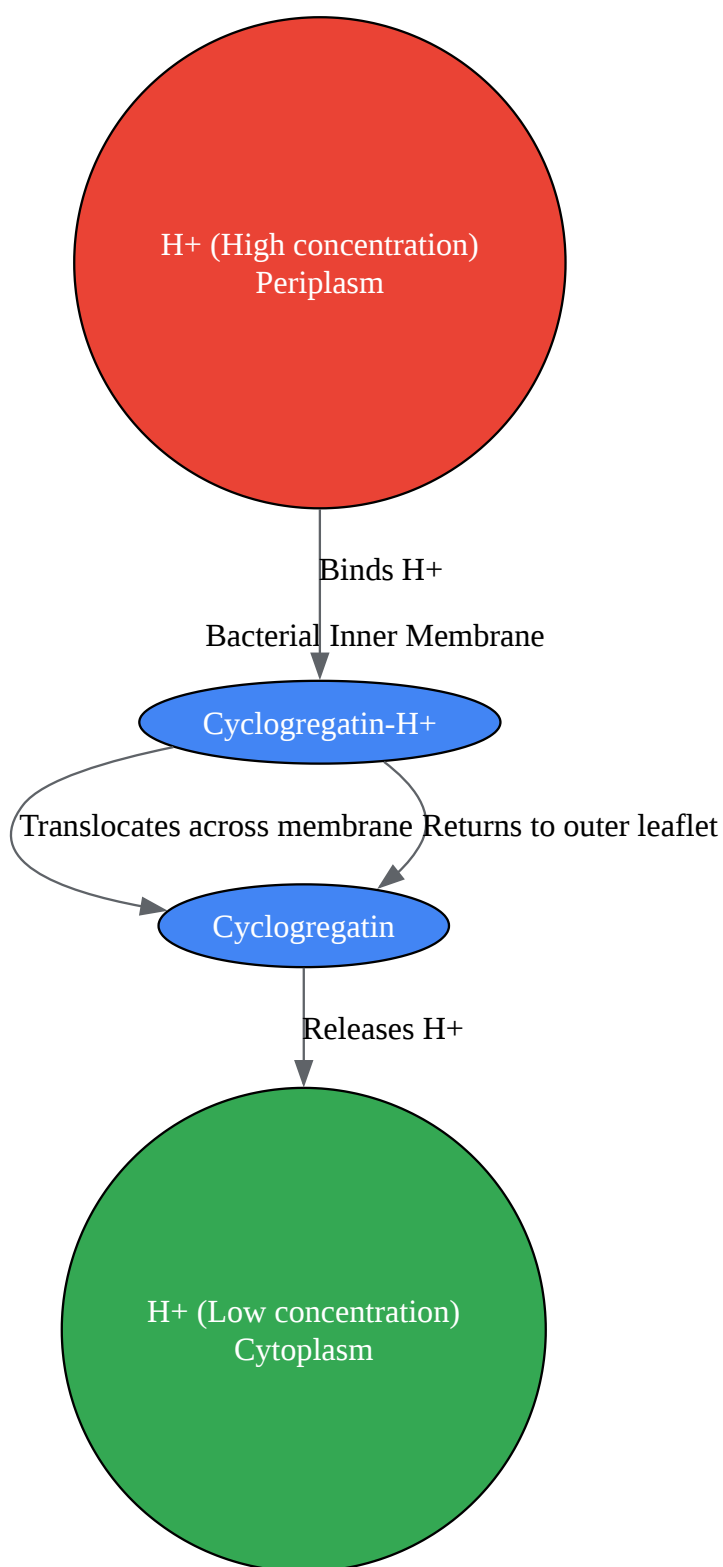 H+ (High concentration)
Periplasm
Binds H+
Bacterial Inner Membrane
Cyclogregatin-H+
Translocates across membrane
Returns to outer leaflet
Cyclogregatin
Releases H+
H+ (Low concentration)
Cytoplasm